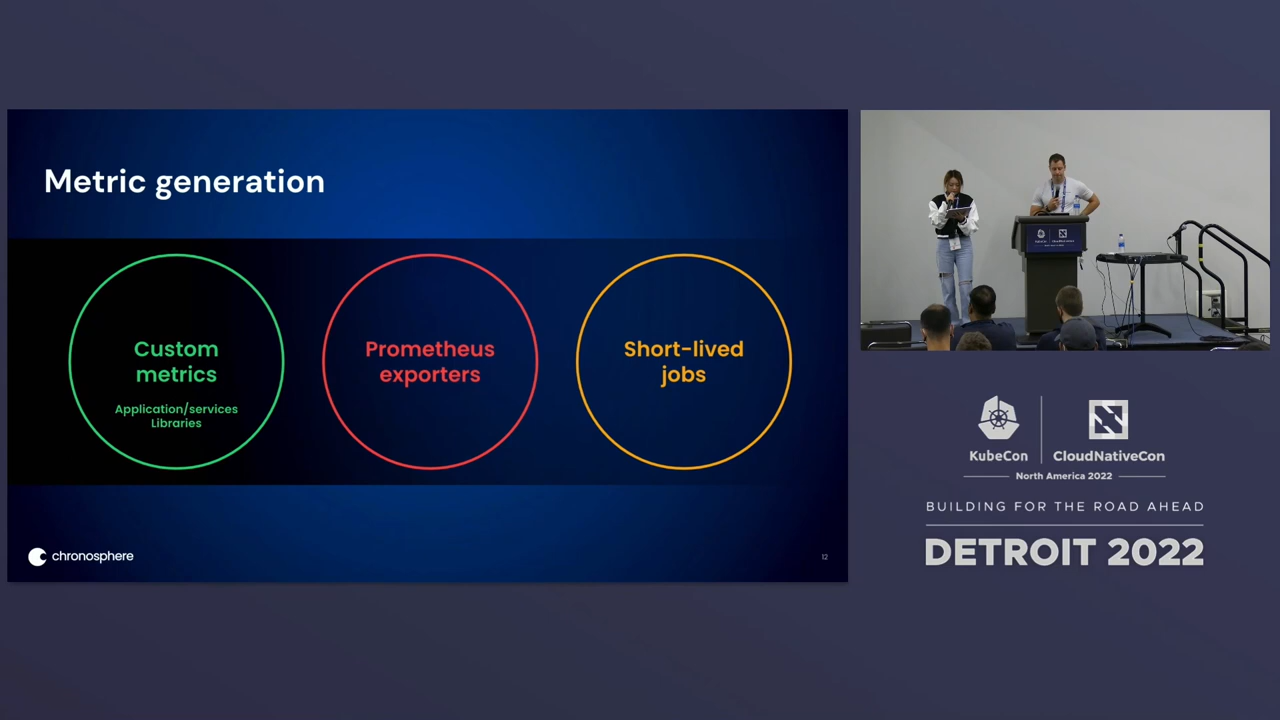 Metric generation
Custom
metrics
Application/services
Libraries
Prometheus
exporters
Short-lived
jobs
chronosphere
12
KubeCon
CloudNativeCon
North America 2022
BUILDING FOR THE ROAD AHEAD
DETROIT 2022